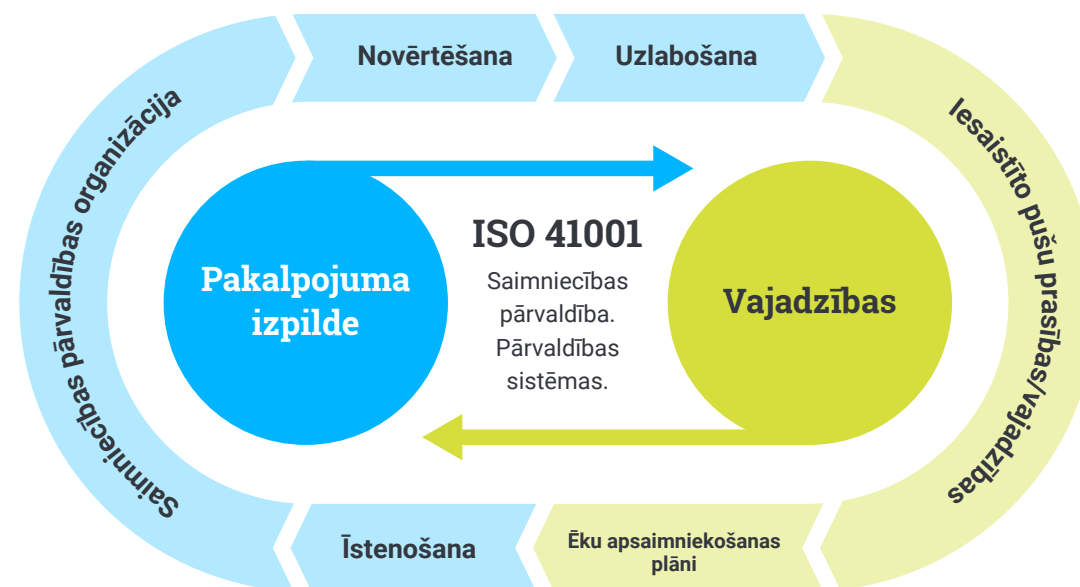 Novērtēšana
Uzlabošana
Saimniecības pārvaldības organizācija
Iesaistīto pušu prasības/vajadzības
Pakalpojuma
izpilde
ISO 41001
Saimniecības
pārvaldība.
Pārvaldības
sistēmas.
Vajadzības
Īstenošana
Ēku apsaimniekošanas
plāni